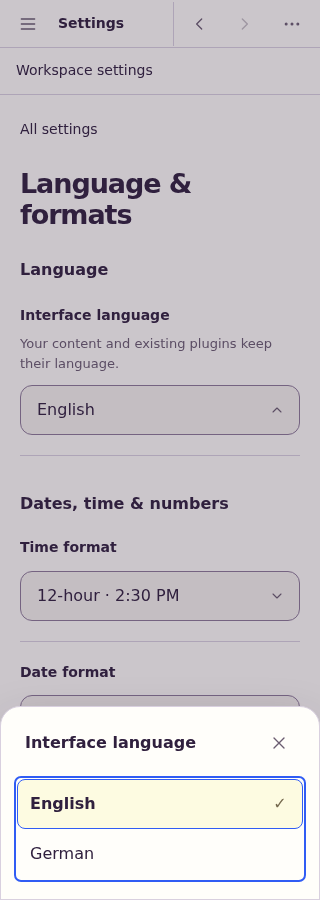 Settings
Workspace settings
All settings
Language &
formats
Language
Interface language
Your content and existing plugins keep
their language.
English
Dates, time & numbers
Time format
12-hour · 2:30 PM
Date format
Interface language
English ✓
German